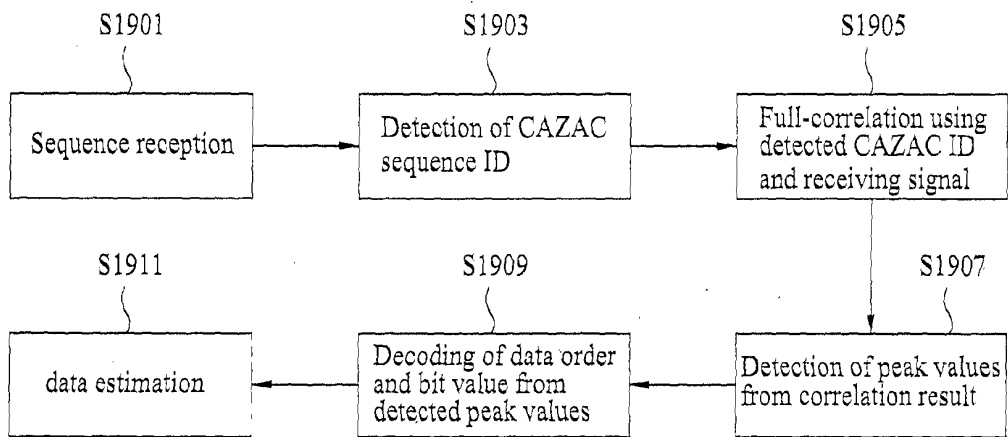 S1901
S1903
S1905
Sequence reception
Detection of CAZAC
sequence ID
Full-correlation using
detected CAZAC ID
and receiving signal
S1911
S1909
S1907
data estimation
Decoding of data order
and bit value from
detected peak values
Detection of peak values
from correlation result